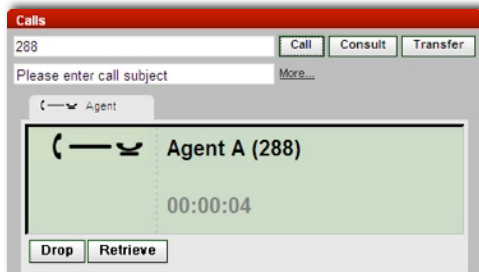 Calls
288 Call Consult Transfer
Please enter call subject More...
Agent
Agent A (288)
00:00:04
Drop Retrieve